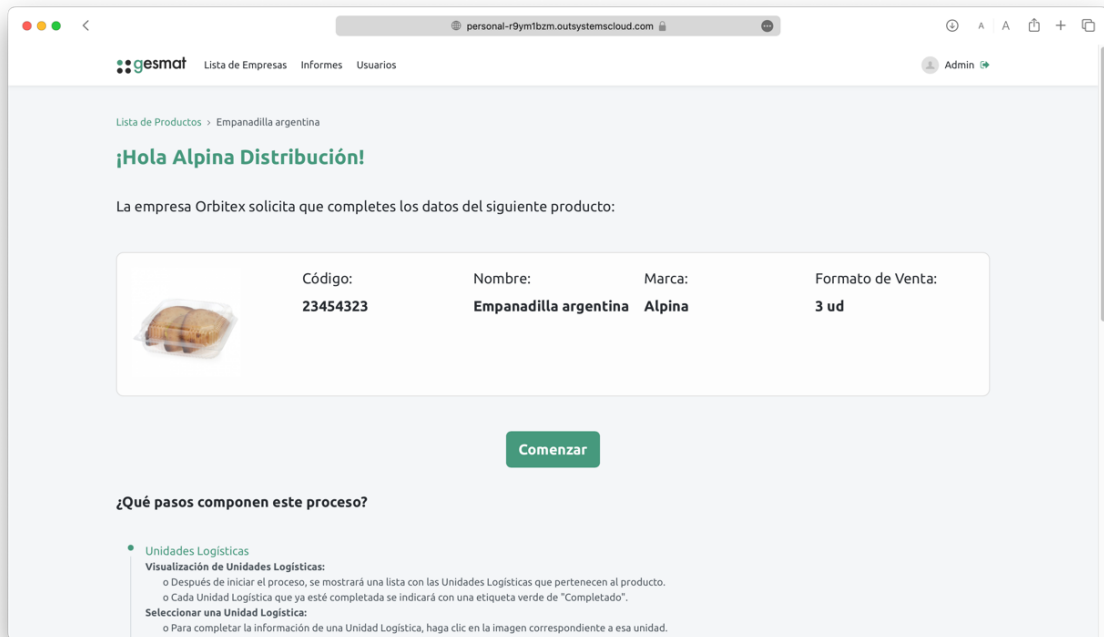 personal-r9ym1bzm.outsystemscloud.com
A A
gesmat Lista de Empresas Informes Usuarios Admin
Lista de Productos > Empanadilla argentina
¡Hola Alpina Distribución!
La empresa Orbitex solicita que completes los datos del siguiente producto:
Código: Nombre: Marca: Formato de Venta:
23454323 Empanadilla argentina Alpina 3 ud
Comenzar
¿Qué pasos componen este proceso?
Unidades Logísticas
Visualización de Unidades Logísticas:
o Después de iniciar el proceso, se mostrará una lista con las Unidades Logísticas que pertenecen al producto.
o Cada Unidad Logística que ya esté completada se indicará con una etiqueta verde de "Completado".
Seleccionar una Unidad Logística:
o Para completar la información de una Unidad Logística, haga clic en la imagen correspondiente a esa unidad.